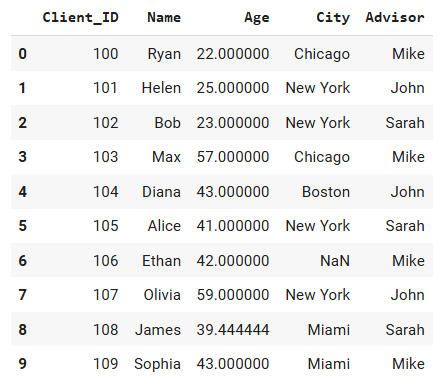 Client_ID Name Age City Advisor
0 100 Ryan 22.000000 Chicago Mike
1 101 Helen 25.000000 New York John
2 102 Bob 23.000000 New York Sarah
3 103 Max 57.000000 Chicago Mike
4 104 Diana 43.000000 Boston John
5 105 Alice 41.000000 New York Sarah
6 106 Ethan 42.000000 NaN Mike
7 107 Olivia 59.000000 New York John
8 108 James 39.444444 Miami Sarah
9 109 Sophia 43.000000 Miami Mike